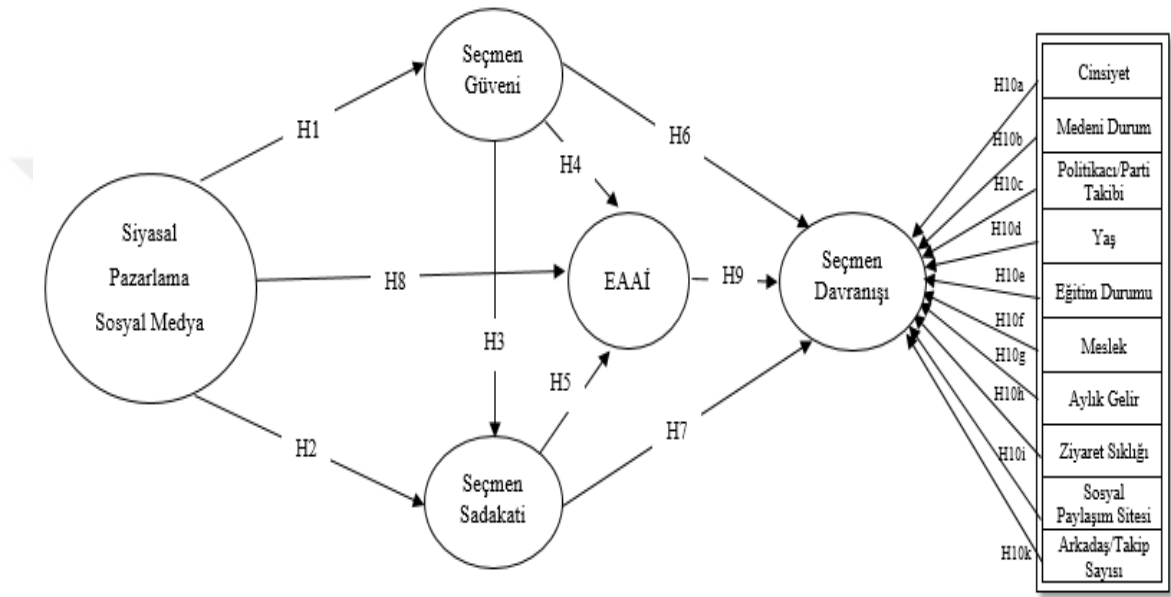 Seçmen
Güveni
Siyasal
Pazarlama
Sosyal Medya
EAAİ
Seçmen
Sadakati
Seçmen
Davranışı
H1
H2
H3
H4
H5
H6
H7
H8
H9
H10a
H10b
H10c
H10d
H10e
H10f
H10g
H10h
H10i
H10k
Cinsiyet
Medeni Durum
Politikacı/Parti
Takibi
Yaş
Eğitim Durumu
Meslek
Aylık Gelir
Ziyaret Sıklığı
Sosyal
Paylaşım Sitesi
Arkadaş/Takip
Sayısı